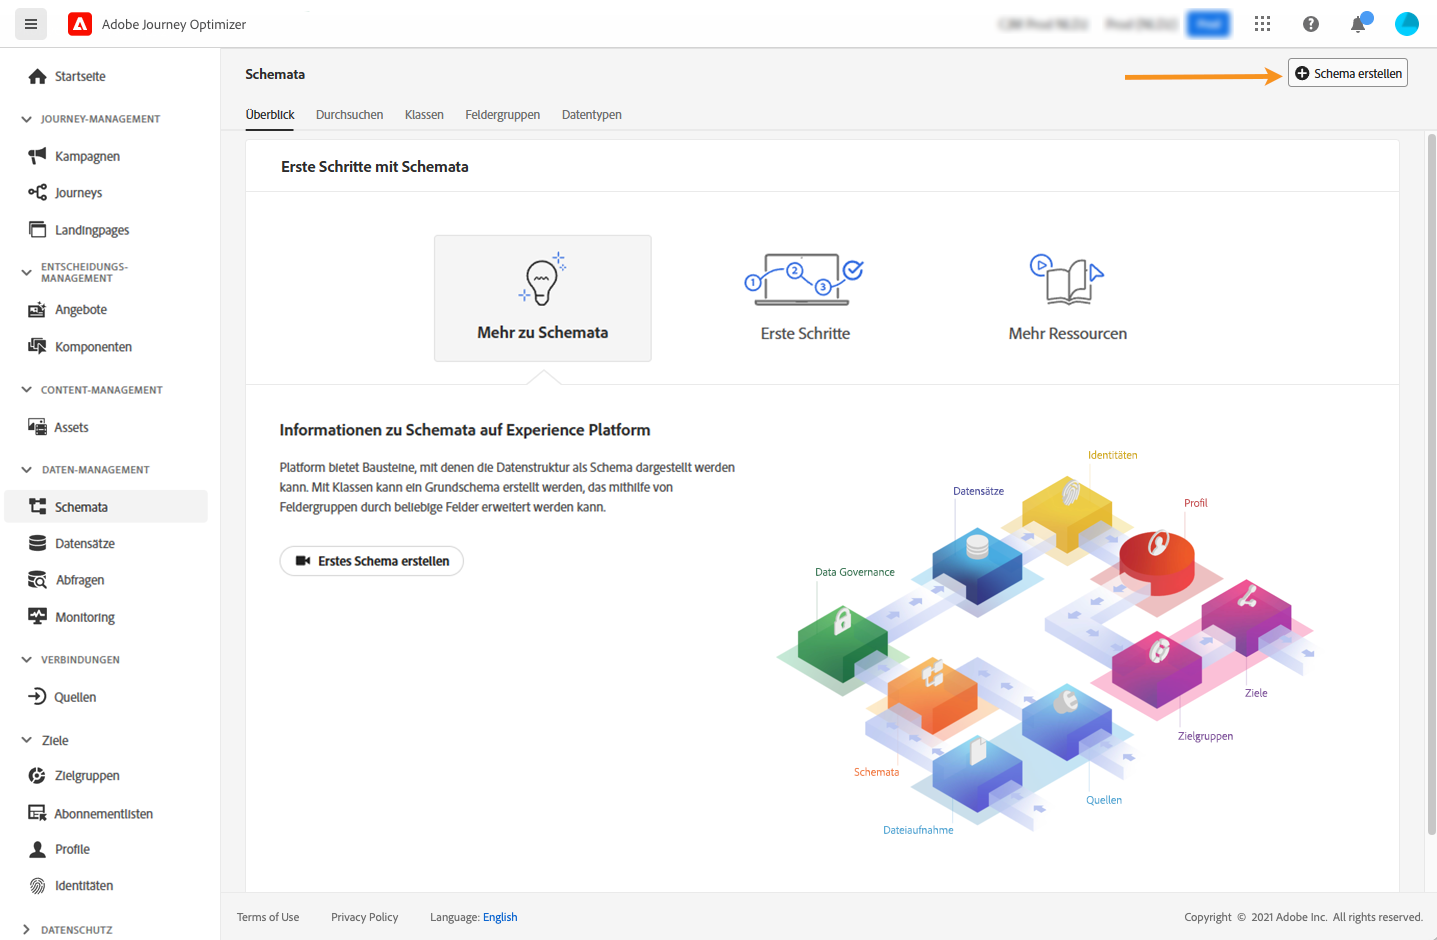 Adobe Journey Optimizer
Startseite
JOURNEY-MANAGEMENT
Kampagnen
Journeys
Landingpages
ENTSCHEIDUNGS-
MANAGEMENT
Angebote
Komponenten
CONTENT-MANAGEMENT
Assets
DATEN-MANAGEMENT
Schemata
Datensätze
Abfragen
Monitoring
VERBINDUNGEN
Quellen
Ziele
Zielgruppen
Abonnementlisten
Profile
Identitäten
DATENSCHUTZ
Schemata
Schema erstellen
Überblick Durchsuchen Klassen Feldergruppen Datentypen
Erste Schritte mit Schemata
Mehr zu Schemata
Erste Schritte
Mehr Ressourcen
1
2
3
Informationen zu Schemata auf Experience Platform
Platform bietet Bausteine, mit denen die Datenstruktur als Schema dargestellt werden
kann. Mit Klassen kann ein Grundschema erstellt werden, das mithilfe von
Feldergruppen durch beliebige Felder erweitert werden kann.
Erstes Schema erstellen
Identitäten
Datensätze
Profil
Data Governance
Ziele
Zielgruppen
Schemata
Quellen
Dateiaufnahme
Terms of Use Privacy Policy Language: English
Copyright © 2021 Adobe Inc. All rights reserved.